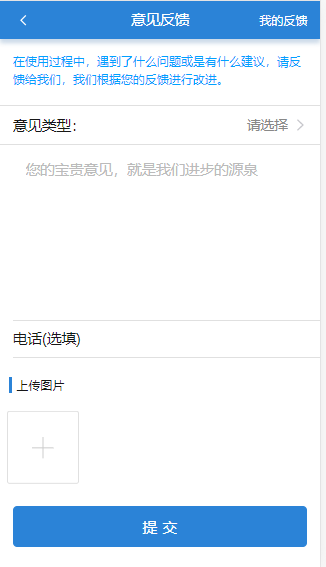 意见反馈
我的反馈
在使用过程中，遇到了什么问题或是有什么建议，请反
馈给我们，我们根据您的反馈进行改进。
意见类型： 请选择
您的宝贵意见，就是我们进步的源泉
电话(选填)
上传图片
提 交